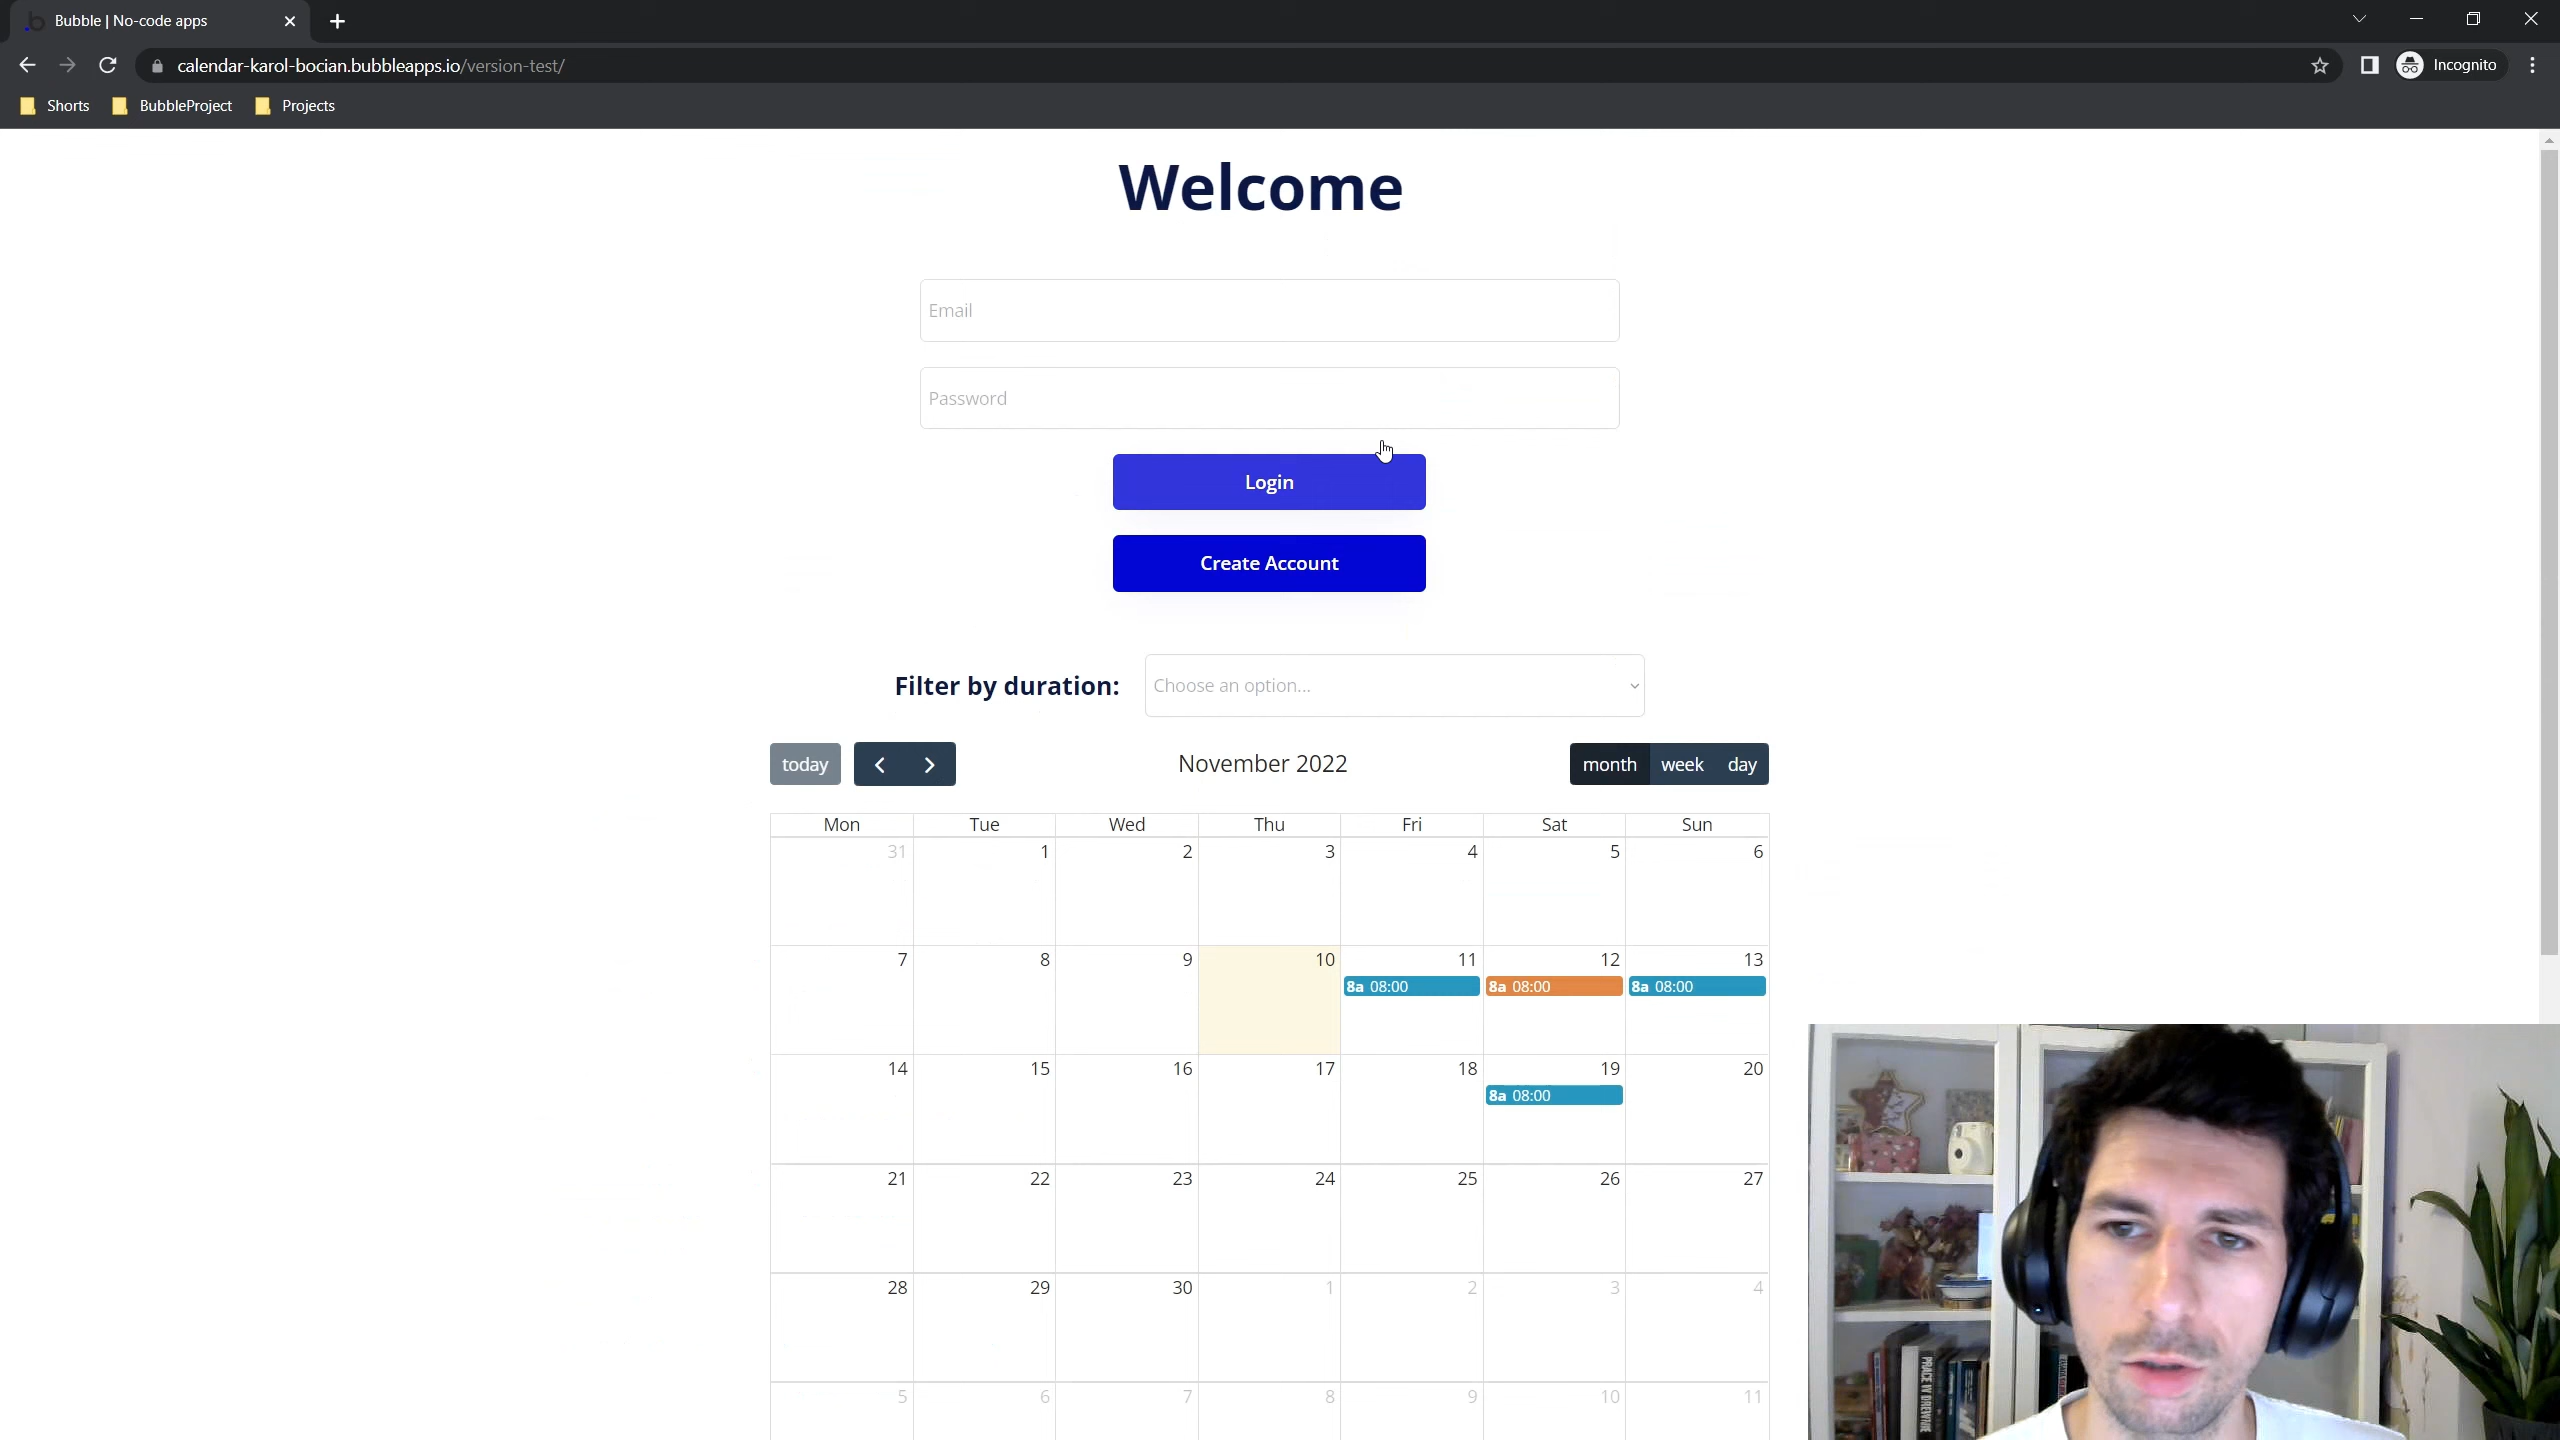 Bubble | No-code apps
calendar-karol-bocian.bubbleapps.io/version-test/
Incognito
Shorts BubbleProject Projects
Welcome
Email
Password
Login
Create Account
Filter by duration: Choose an option...
today November 2022 month week day
Mon Tue Wed Thu Fri Sat Sun
31 1 2 3 4 5 6
7 8 9 10 11 12 13
8a 08:00 8a 08:00 8a 08:00
14 15 16 17 18 19 20
8a 08:00
21 22 23 24 25 26 27
28 29 30 1 2 3 4
5 6 7 8 9 10 11
PRACE W DREWNIE